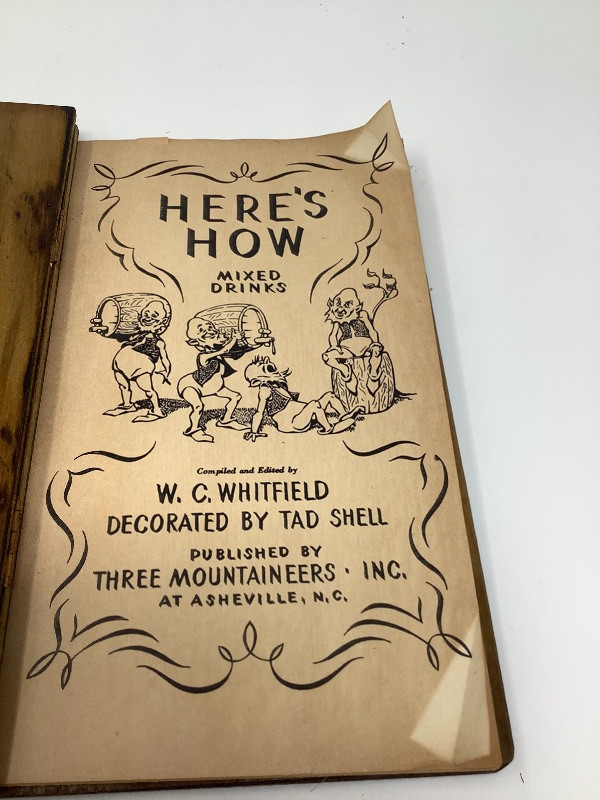 HERE'S
HOW
MIXED
DRINKS
Compiled and Edited by
W. C. WHITFIELD
DECORATED BY TAD SHELL
PUBLISHED BY
THREE MOUNTAINEERS · INC.
AT ASHEVILLE, N.C.